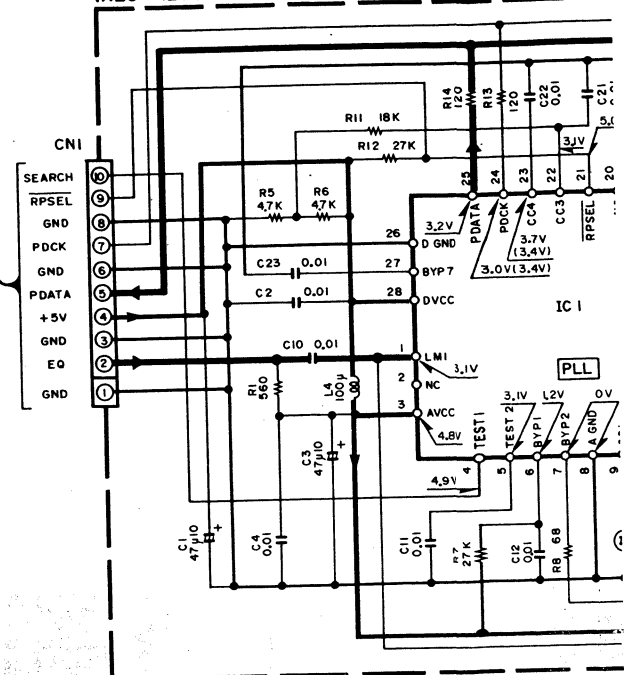 CN1
SEARCH 10
RPSEL 9
GND 8
PDCK 7
GND 6
PDATA 5
+5V 4
GND 3
EQ 2
GND 1
R14 120
R13 120
C22 0.01
C21 0.01
R11 18K
R12 27K
3.1V
R5 4.7K
R6 4.7K
25 24 23 22 21 20
PDATA
PDCK
CC4
CC3
RPSEL
3.2V
3.7V (3.4V)
3.0V(3.4V)
26 D GND
C23 0.01
27 BYP7
C2 0.01
28 DVCC
IC1
C10 0.01
1 LM1
3.1V
2 NC
3 AVCC
4.8V
PLL
R1 560
L4 100μ
C3 47μ10 +
TEST1
TEST2
BYP1
BYP2
A GND
3.1V
1.2V
0V
4 5 6 7 8 9
4.9V
C1 47μ10 +
C4 0.01
C11 0.01
R7 27K
C12 0.01
R8 68